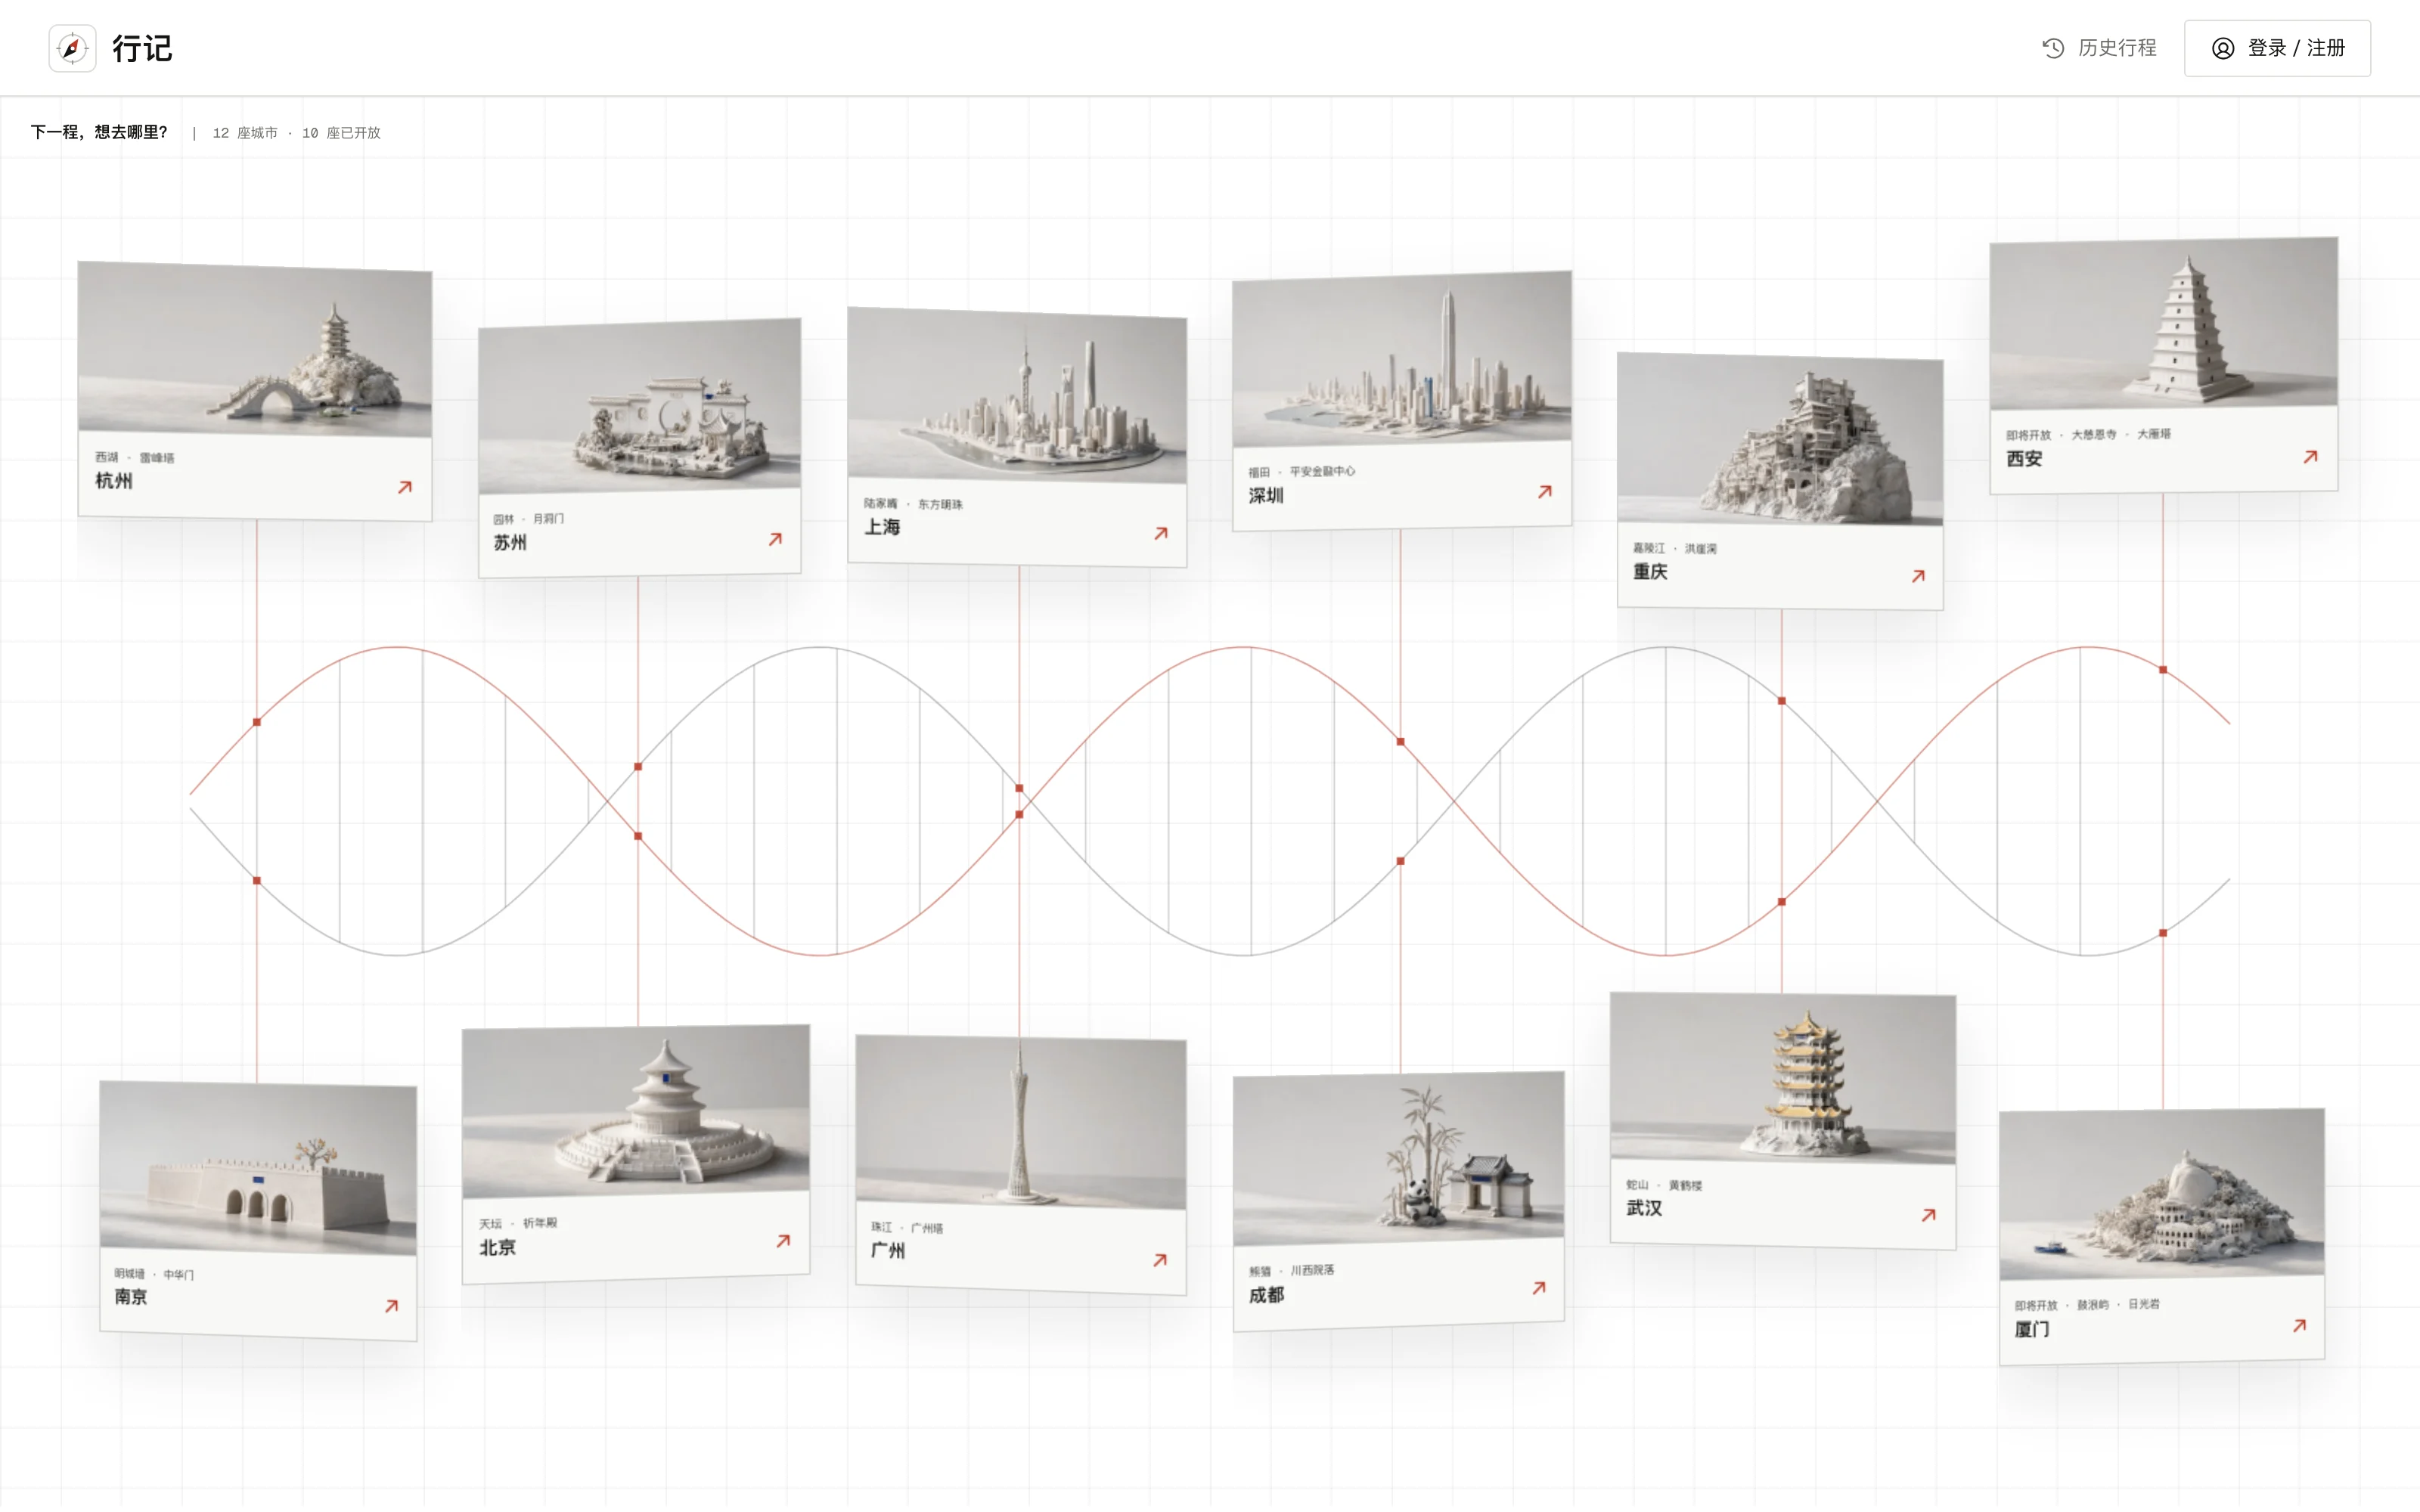 行记
历史行程
登录 / 注册
下一程，想去哪里？ | 12 座城市 · 10 座已开放
西湖 · 雷峰塔
杭州
园林 · 月洞门
苏州
陆家嘴 · 东方明珠
上海
福田 · 平安金融中心
深圳
嘉陵江 · 洪崖洞
重庆
即将开放 · 大慈恩寺 · 大雁塔
西安
明城墙 · 中华门
南京
天坛 · 祈年殿
北京
珠江 · 广州塔
广州
熊猫 · 川西院落
成都
蛇山 · 黄鹤楼
武汉
即将开放 · 鼓浪屿 · 日光岩
厦门